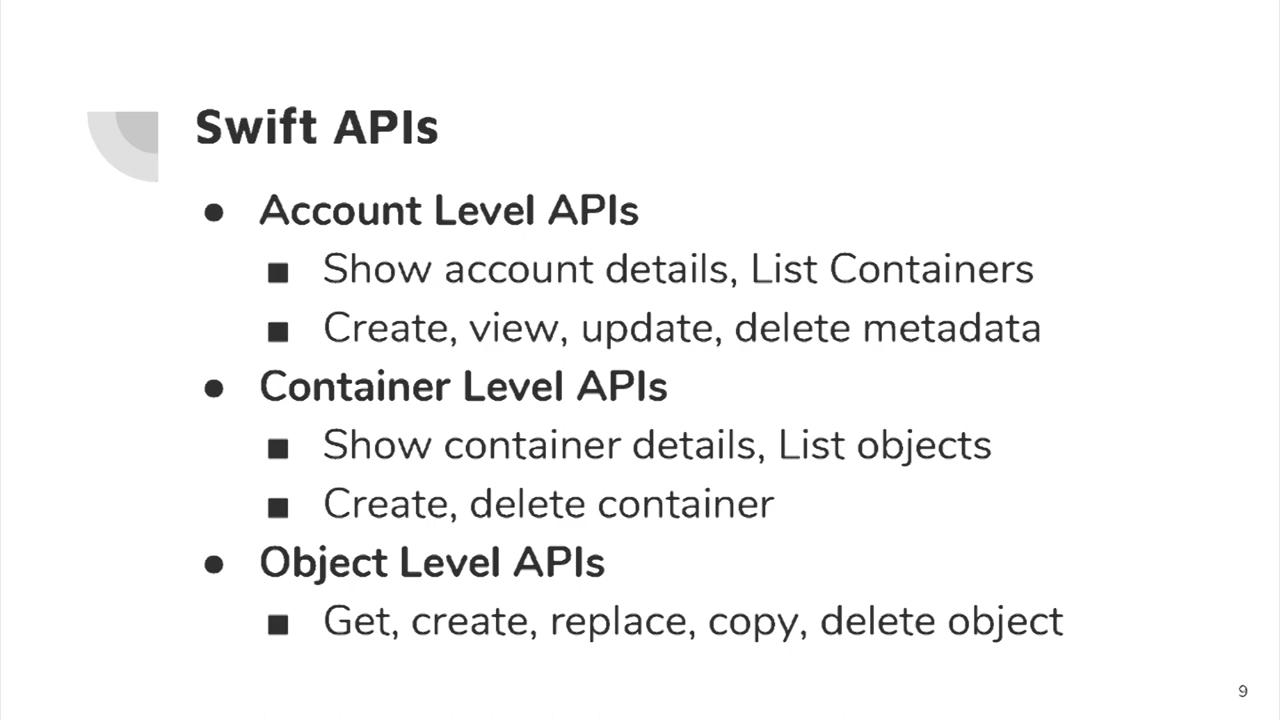 Swift APIs
● Account Level APIs
■ Show account details, List Containers
■ Create, view, update, delete metadata
● Container Level APIs
■ Show container details, List objects
■ Create, delete container
● Object Level APIs
■ Get, create, replace, copy, delete object
9